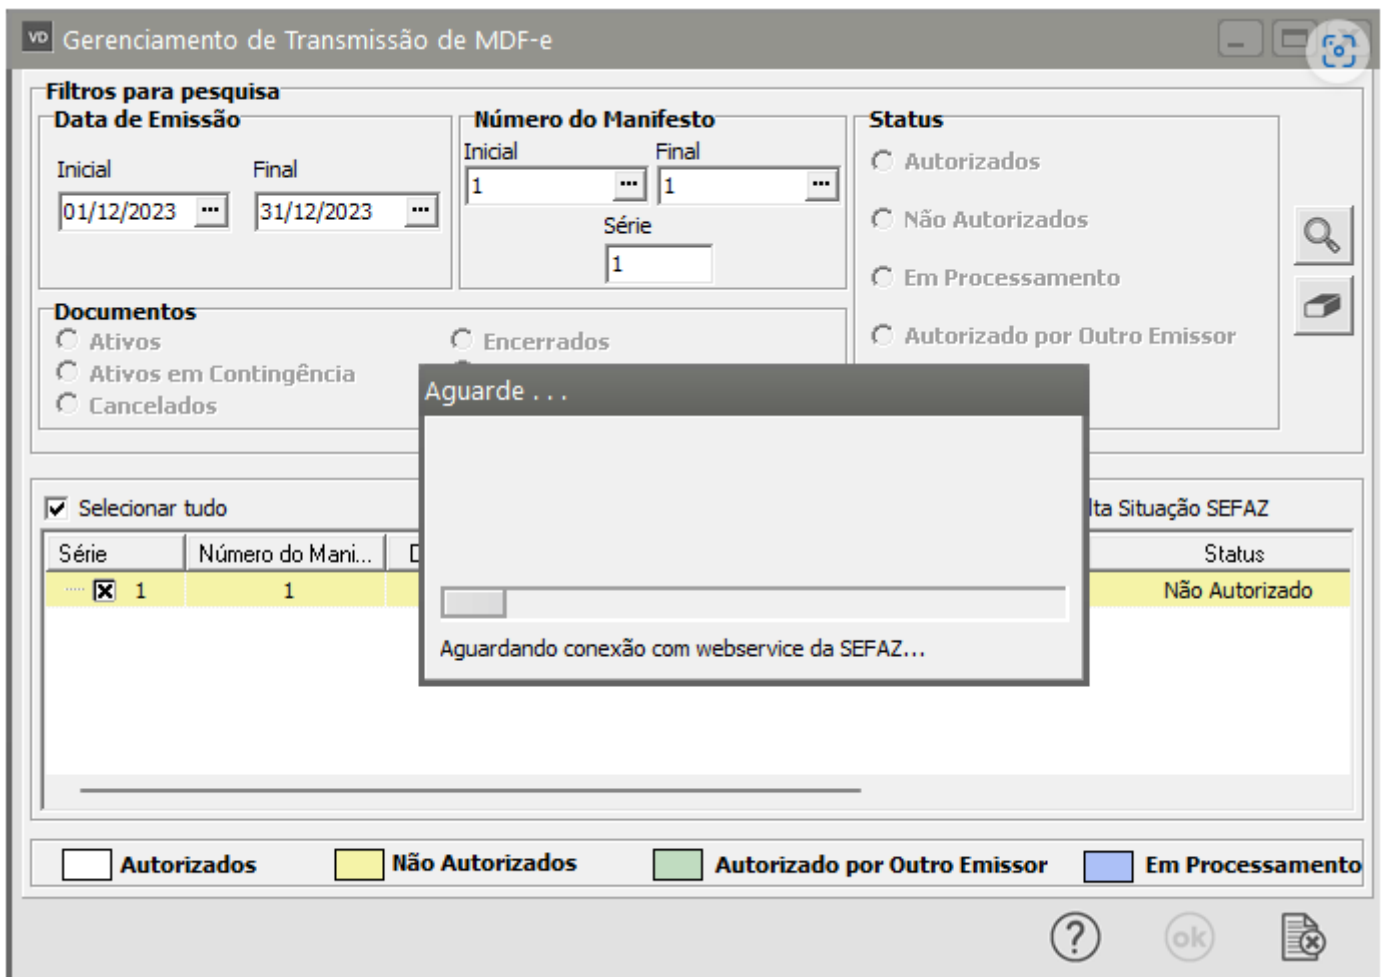 VD Gerenciamento de Transmissão de MDF-e
Filtros para pesquisa
Data de Emissão
Inicial Final
01/12/2023 ... 31/12/2023 ...
Número do Manifesto
Inicial Final
1 ... 1 ...
Série
1
Status
Autorizados
Não Autorizados
Em Processamento
Autorizado por Outro Emissor
Documentos
Ativos
Encerrados
Ativos em Contingência
Cancelados
Aguarde . . .
Aguardando conexão com webservice da SEFAZ...
Selecionar tudo
lta Situação SEFAZ
Série Número do Mani... Status
1 1 Não Autorizado
Autorizados Não Autorizados Autorizado por Outro Emissor Em Processamento
? ok